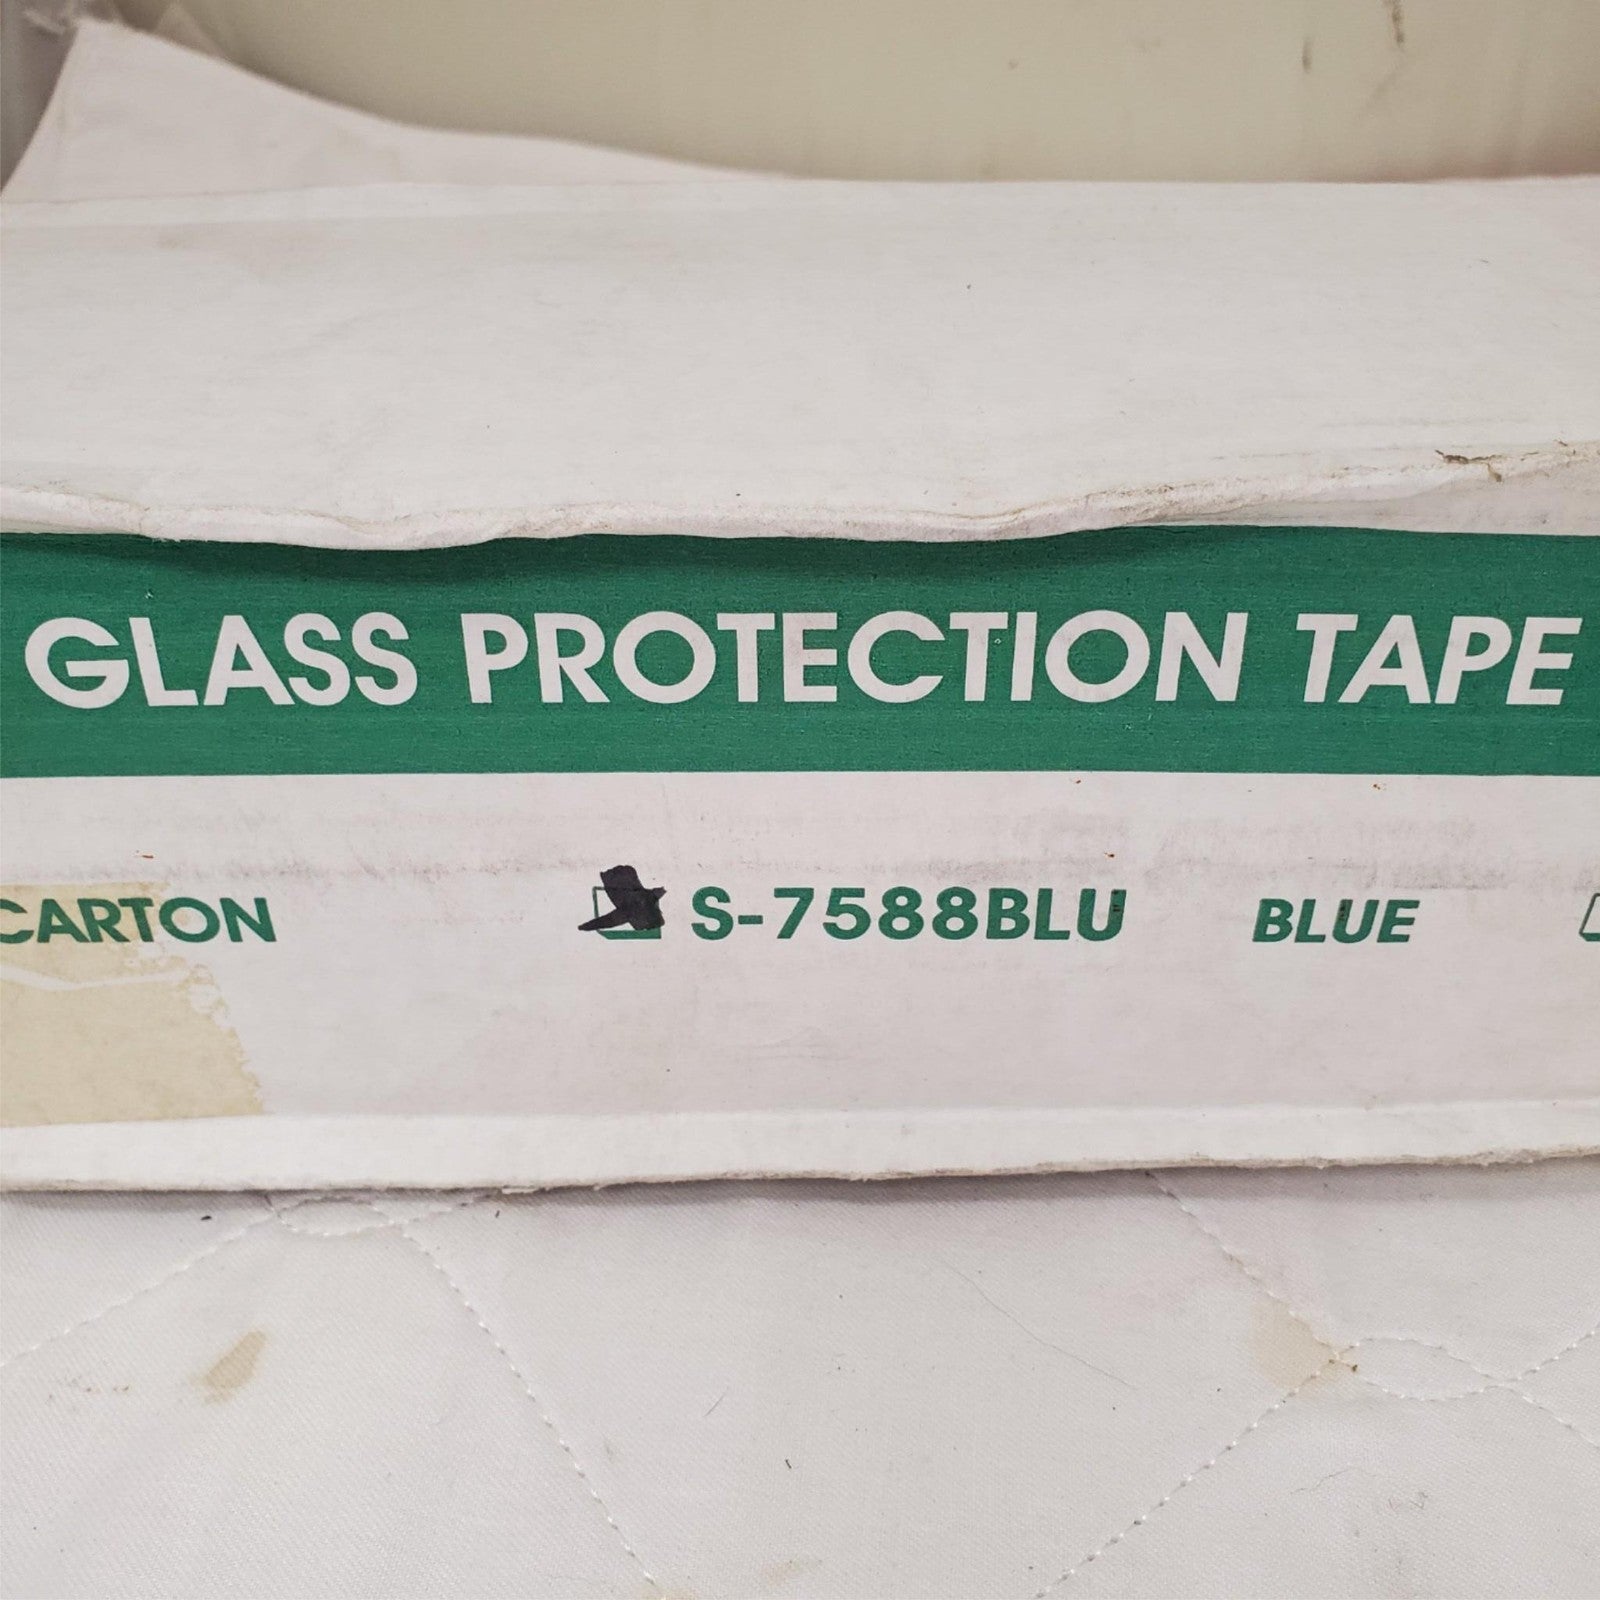 GLASS PROTECTION TAPE
CARTON S-7588BLU BLUE